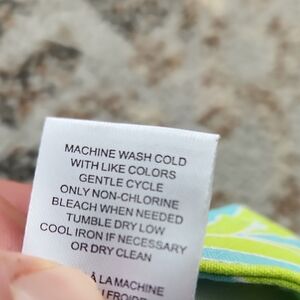 MACHINE WASH COLD
WITH LIKE COLORS
GENTLE CYCLE
ONLY NON-CHLORINE
BLEACH WHEN NEEDED
TUMBLE DRY LOW
COOL IRON IF NECESSARY
OR DRY CLEAN
À LA MACHINE
FROIDE